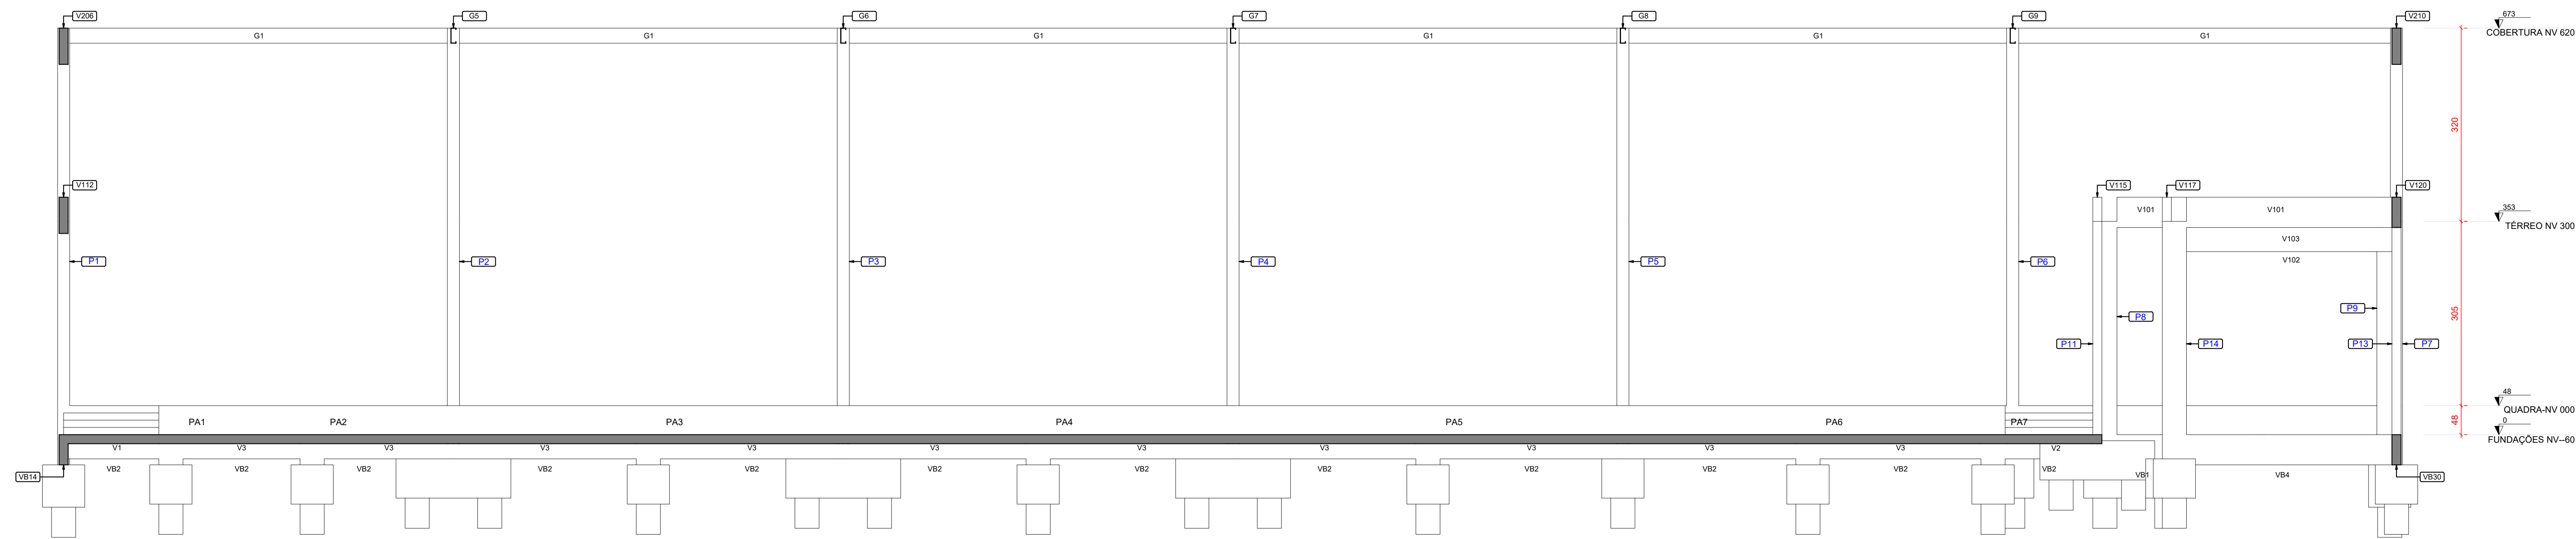 V206 G5 G6 G7 G8 G9 V210 673
COBERTURA NV 620
G1 G1 G1 G1 G1 G1
320
V112 V115 V117 V120
353
TÉRREO NV 300
V101 V101
V103
V102
P1 P2 P3 P4 P5 P6
P9
305
P8
P11 P14 P13 P7
48
QUADRA-NV 000
PA1 PA2 PA3 PA4 PA5 PA6 PA7
0
48
FUNDAÇÕES NV--60
V1 V3 V3 V3 V3 V3 V3 V3 V3 V3 V3 V2
VB2 VB2 VB2 VB2 VB2 VB2 VB2 VB2 VB2 VB2 VB2 VB2
VB14 VB1 VB4 VB30